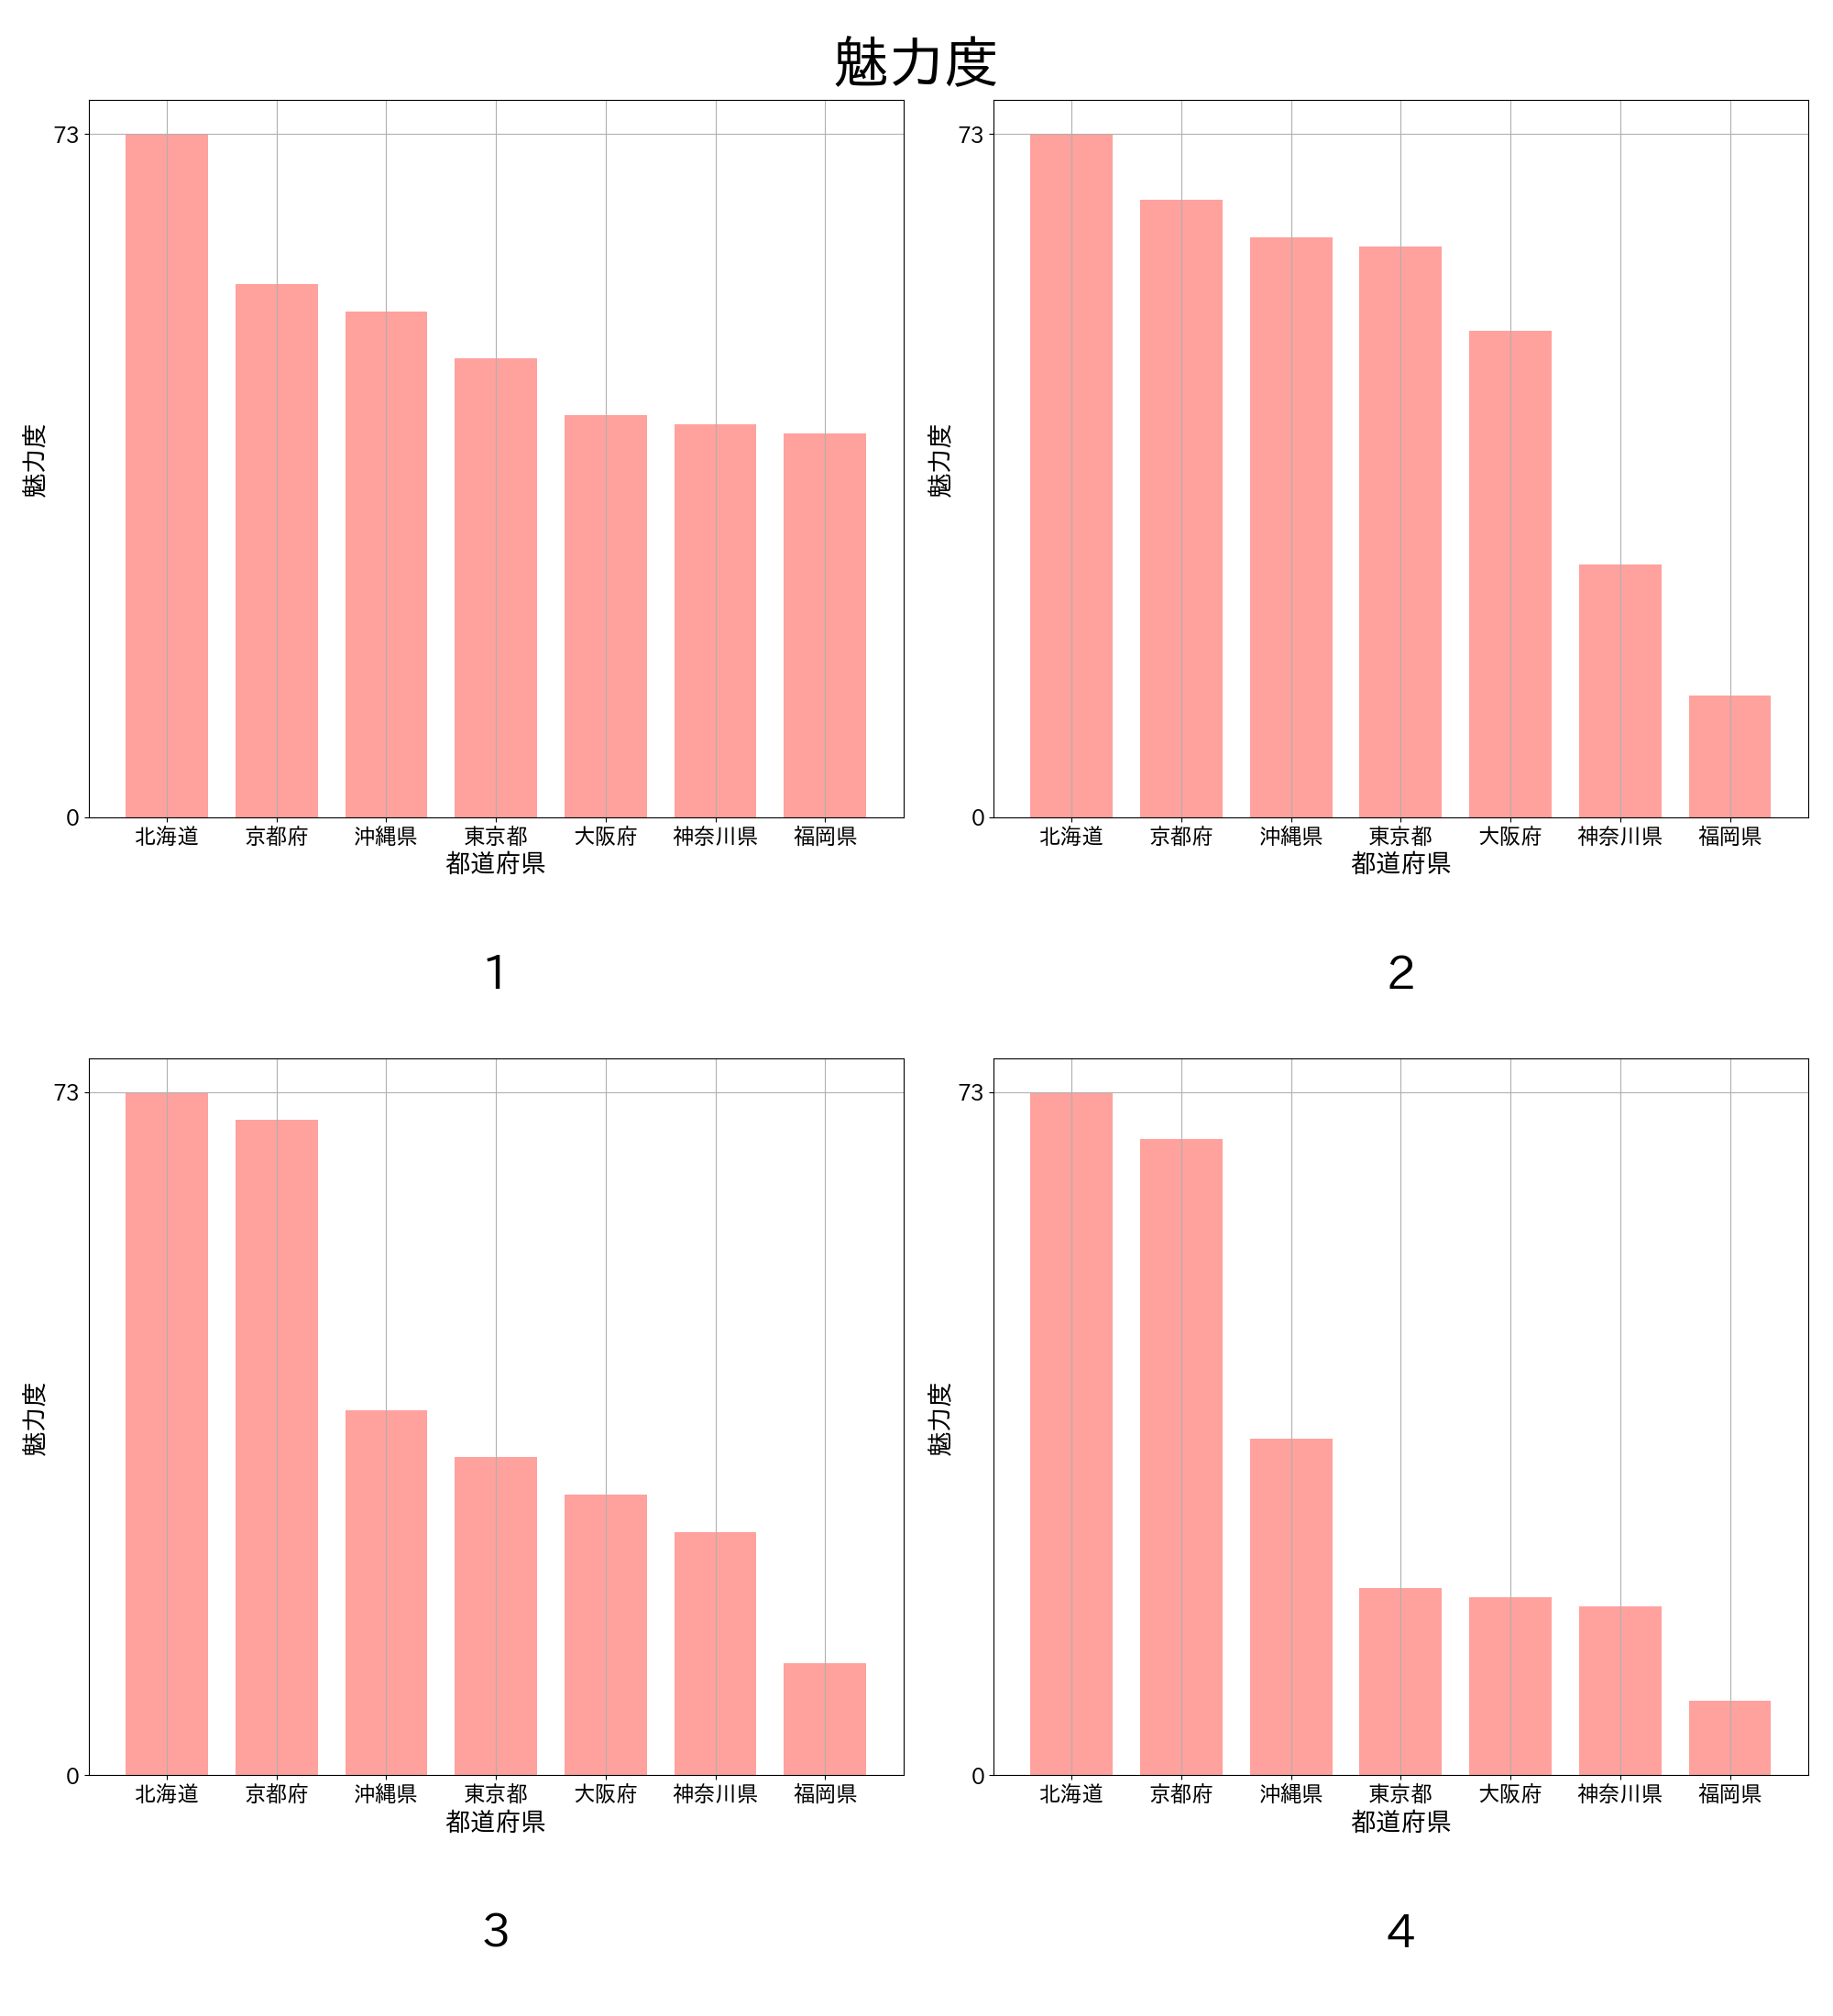 魅力度
73
0
魅力度
北海道 京都府 沖縄県 東京都 大阪府 神奈川県 福岡県
都道府県
1
73
0
魅力度
北海道 京都府 沖縄県 東京都 大阪府 神奈川県 福岡県
都道府県
2
73
0
魅力度
北海道 京都府 沖縄県 東京都 大阪府 神奈川県 福岡県
都道府県
3
73
0
魅力度
北海道 京都府 沖縄県 東京都 大阪府 神奈川県 福岡県
都道府県
4